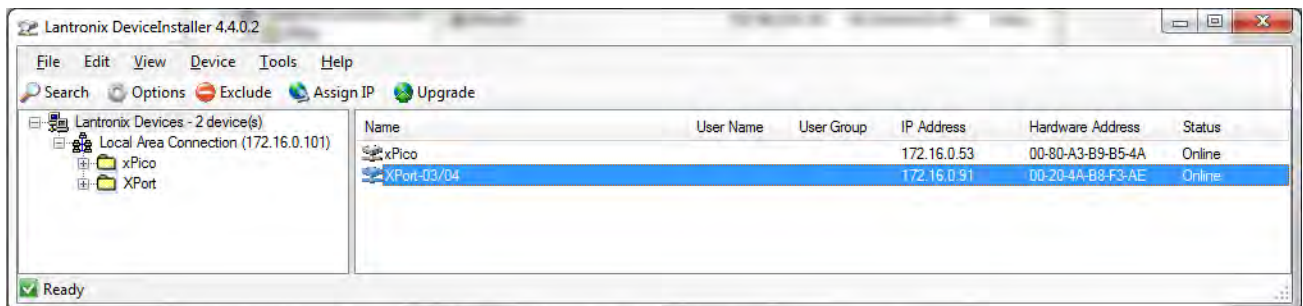 Lantronix DeviceInstaller 4.4.0.2
File Edit View Device Tools Help
Search Options Exclude Assign IP Upgrade
Lantronix Devices - 2 device(s)
Local Area Connection (172.16.0.101)
xPico
XPort
Name User Name User Group IP Address Hardware Address Status
xPico 172.16.0.53 00-80-A3-B9-B5-4A Online
XPort-03/04 172.16.0.91 00-20-4A-B8-F3-AE Online
Ready